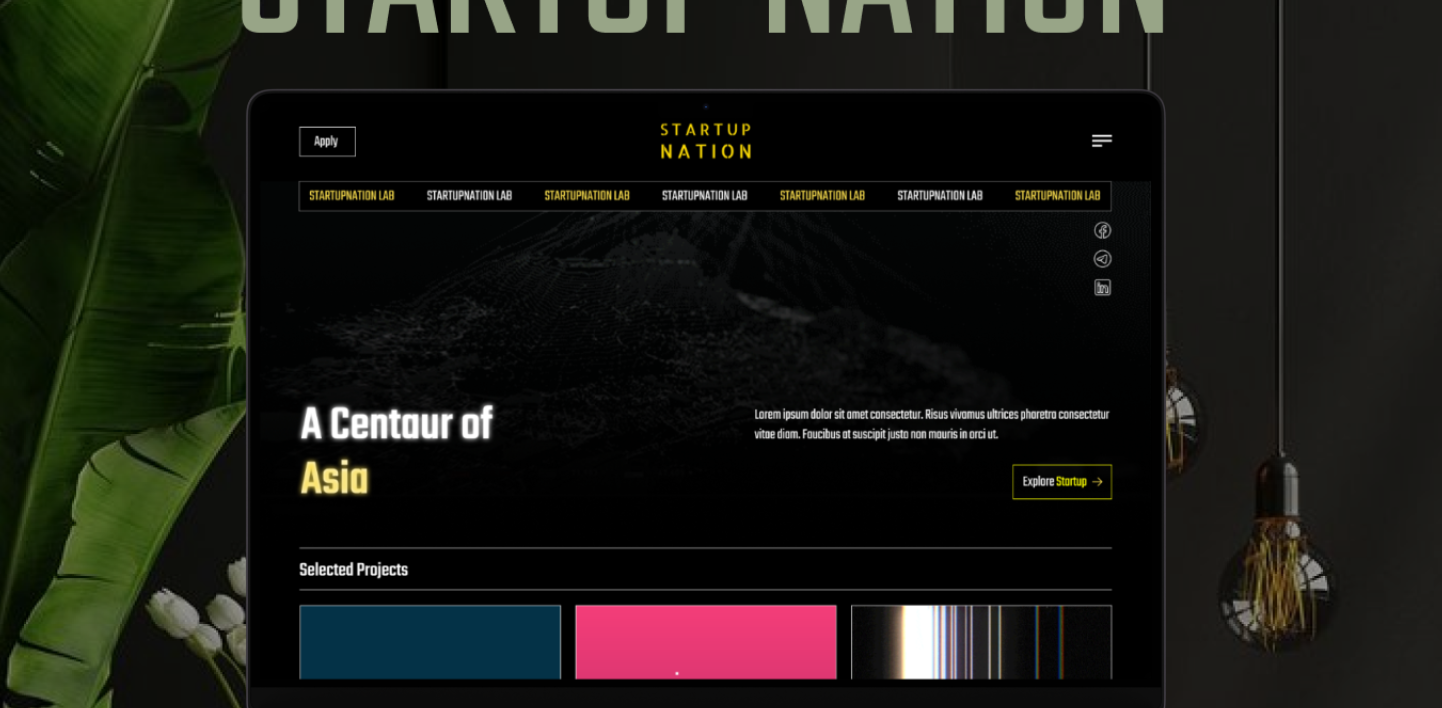 STARTUP NATION
Apply
STARTUP
NATION
STARTUPNATION LAB STARTUPNATION LAB STARTUPNATION LAB STARTUPNATION LAB STARTUPNATION LAB STARTUPNATION LAB STARTUPNATION LAB
A Centaur of
Asia
Lorem ipsum dolor sit amet consectetur. Risus vivamus ultrices pharetra consectetur
vitae diam. Faucibus at suscipit justo non mauris in orci ut.
Explore Startup →
Selected Projects